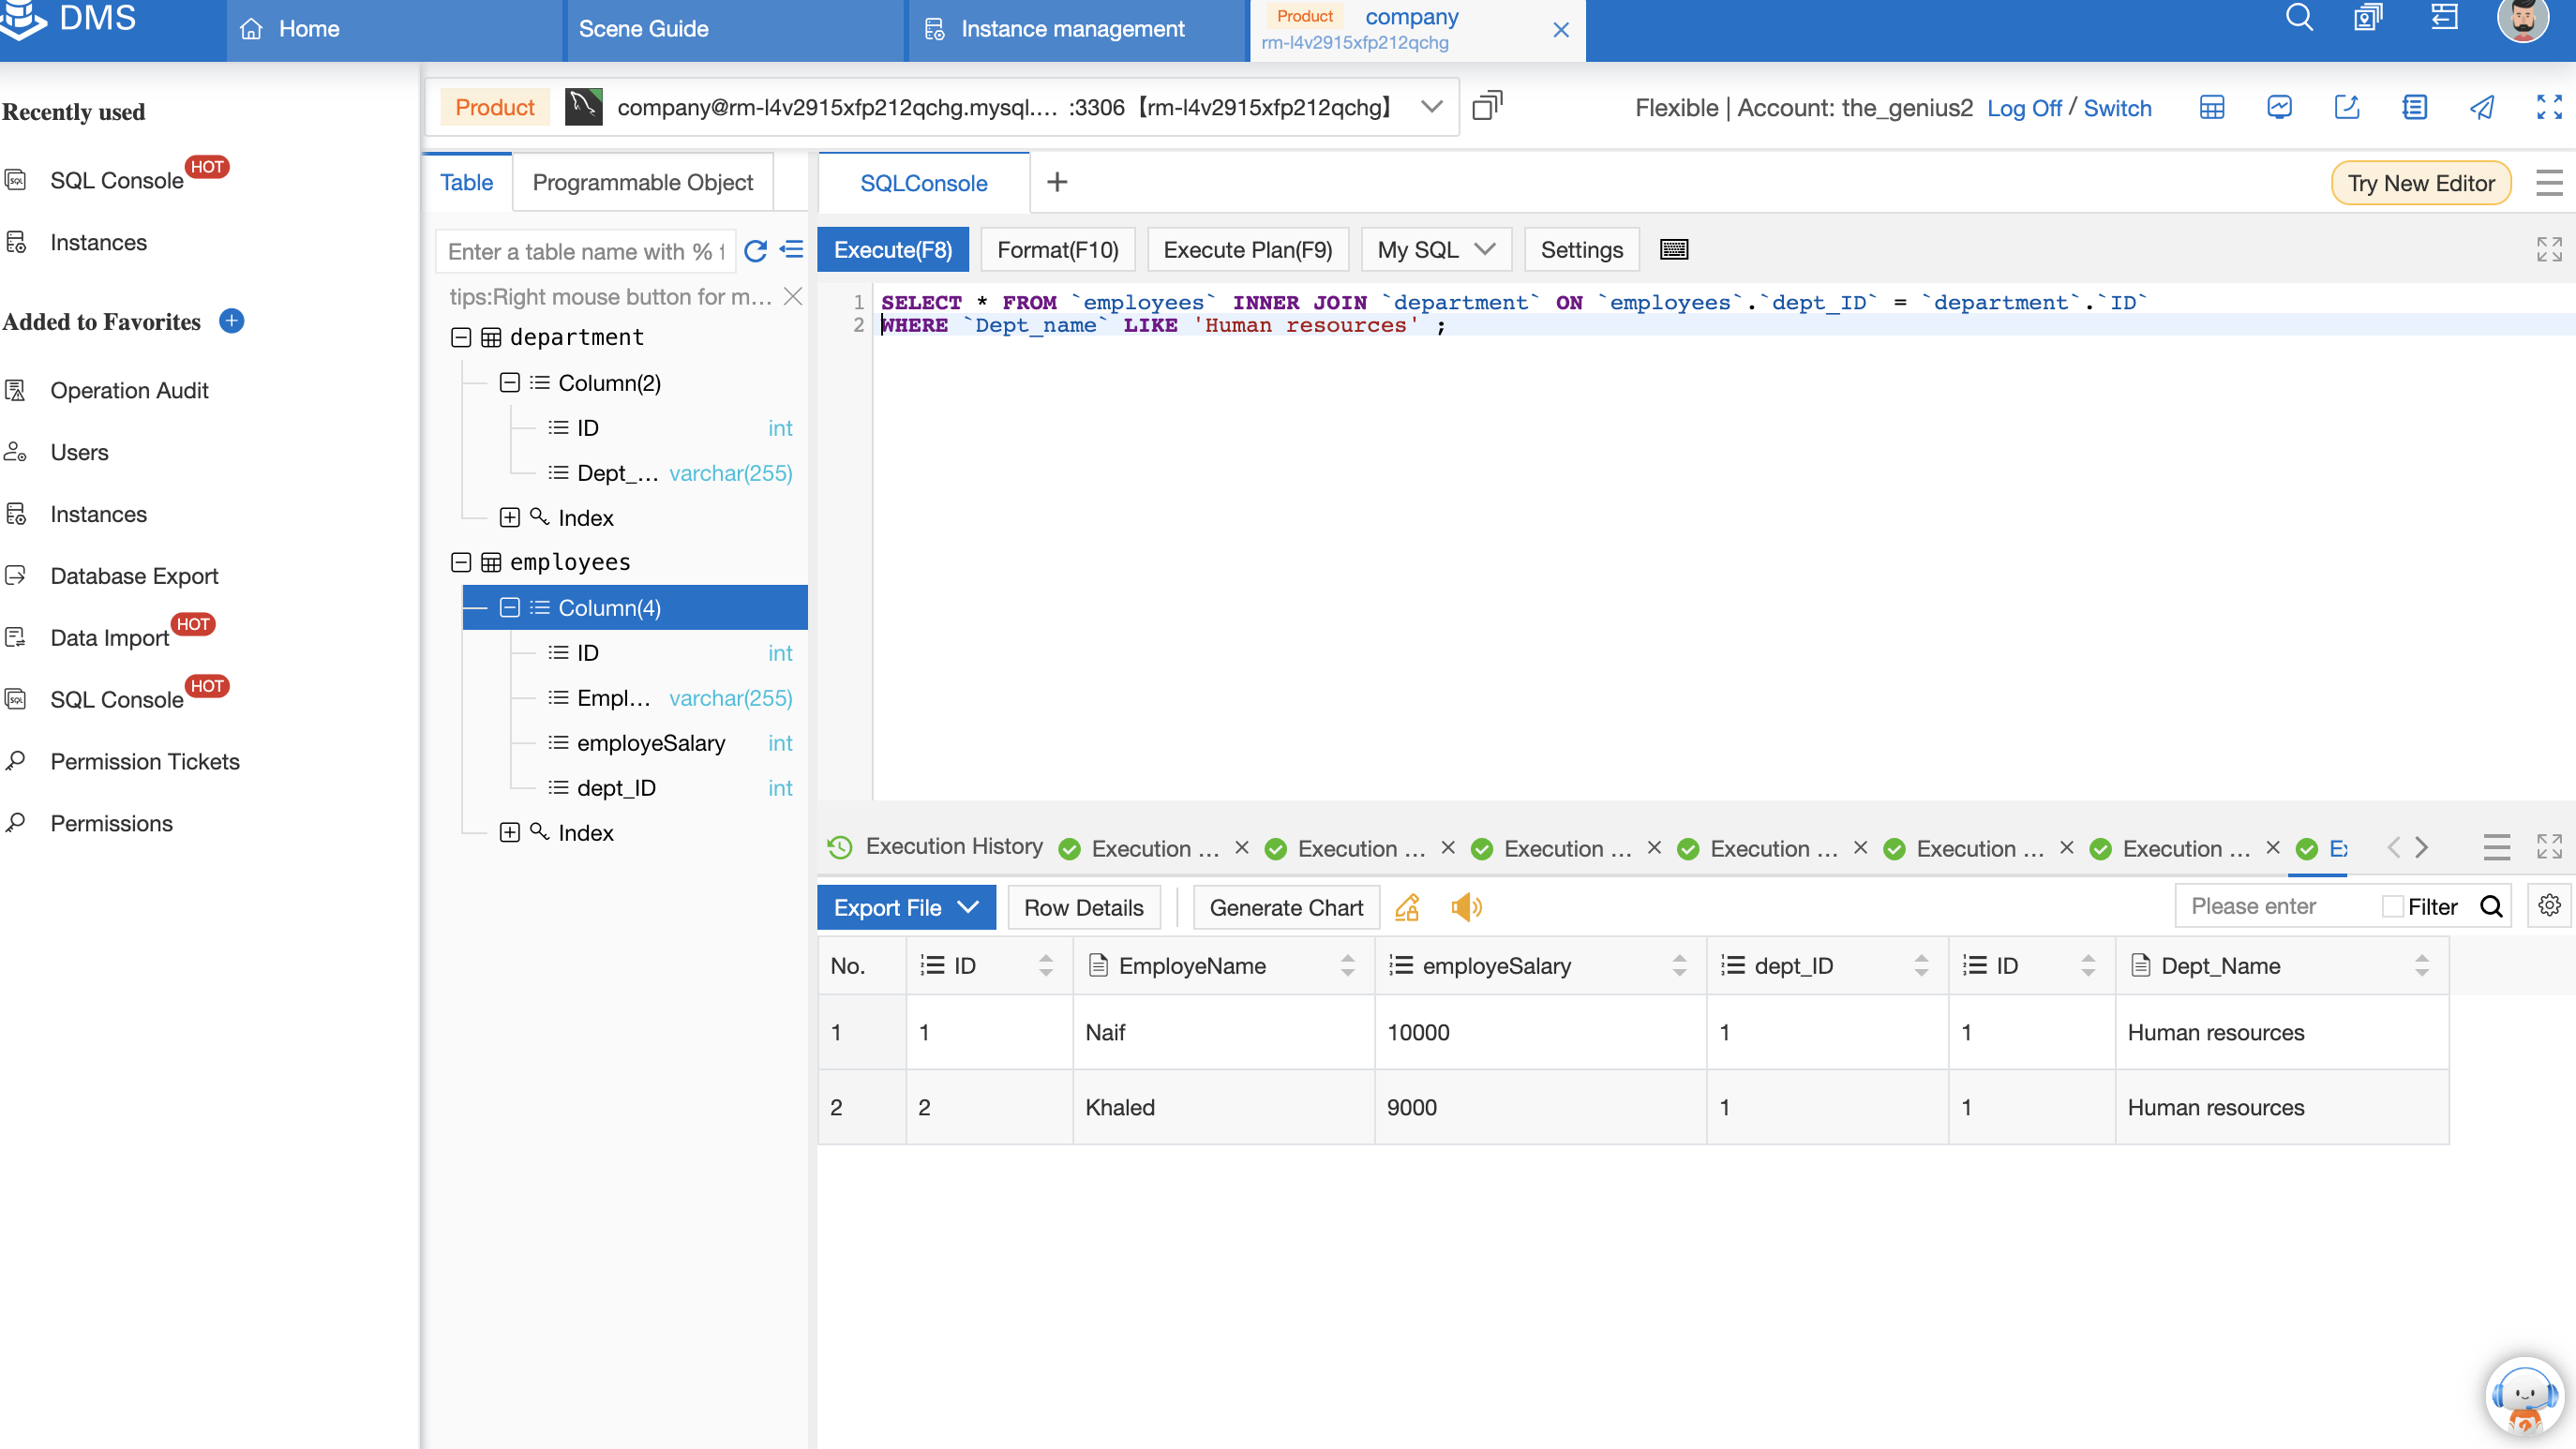 DMS
Home
Scene Guide
Instance management
Product company
rm-l4v2915xfp212qchg
Recently used
SQL Console HOT
Instances
Added to Favorites
Operation Audit
Users
Instances
Database Export
Data Import HOT
SQL Console HOT
Permission Tickets
Permissions
Product company@rm-l4v2915xfp212qchg.mysql.... :3306【rm-l4v2915xfp212qchg】
Flexible | Account: the_genius2 Log Off / Switch
Table
Programmable Object
Enter a table name with % f
tips:Right mouse button for m...
department
Column(2)
ID int
Dept_... varchar(255)
Index
employees
Column(4)
ID int
Empl... varchar(255)
employeSalary int
dept_ID int
Index
SQLConsole
Try New Editor
Execute(F8) Format(F10) Execute Plan(F9) My SQL Settings
1 SELECT * FROM `employees` INNER JOIN `department` ON `employees`.`dept_ID` = `department`.`ID`
2 WHERE `Dept_name` LIKE 'Human resources' ;
Execution History Execution ... Execution ... Execution ... Execution ... Execution ... Execution ... Ex
Export File Row Details Generate Chart Please enter Filter
No. ID EmployeName employeSalary dept_ID ID Dept_Name
1 1 Naif 10000 1 1 Human resources
2 2 Khaled 9000 1 1 Human resources